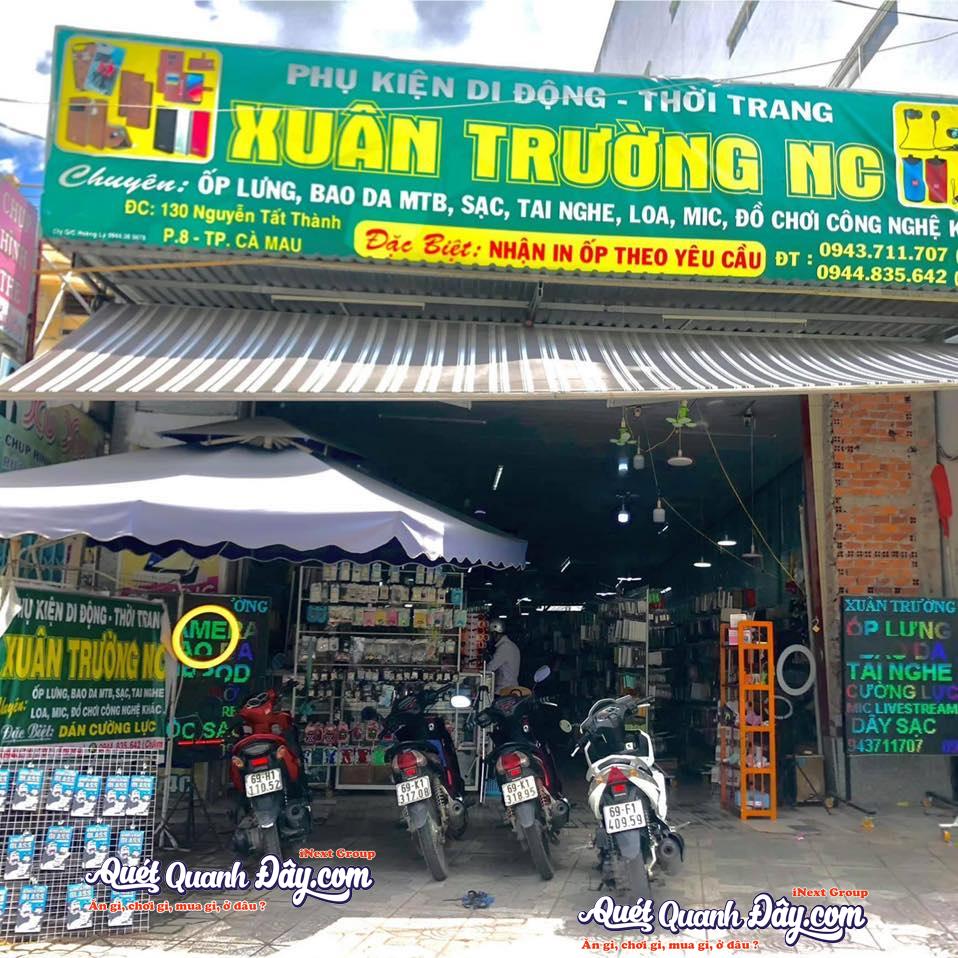 PHỤ KIỆN DI ĐỘNG - THỜI TRANG
XUÂN TRƯỜNG NC
Chuyên: ỐP LƯNG, BAO DA MTB, SẠC, TAI NGHE, LOA, MIC, ĐỒ CHƠI CÔNG NGHỆ K
ĐC: 130 Nguyễn Tất Thành
P.8 - TP. CÀ MAU
Đặc Biệt: NHẬN IN ỐP THEO YÊU CẦU
ĐT : 0943.711.707
0944.835.642
CHỤP
PHỤ KIỆN DI ĐỘNG - THỜI TRAN
XUÂN TRƯỜNG NC
ỐP LƯNG, BAO DA MTB, SẠC, TAI NGHE
LOA, MIC, ĐỒ CHƠI CÔNG NGHỆ KHÁC
Đặc Biệt: DÁN CƯỜNG LỰC
0944.835.642
XUÂN TRƯỜNG
ỐP LƯNG
BAO DA
TAI NGHE
CƯỜNG LỰC
MIC LIVESTREAM
DÂY SẠC
943711707
69-H1
110.52
69-K1
317.08
69-K1
318.95
69-F1
409.59
iNext Group
Quét Quanh Đây.com
Ăn gì, chơi gì, mua gì, ở đâu ?
iNext Group
Quét Quanh Đây.com
Ăn gì, chơi gì, mua gì, ở đâu ?